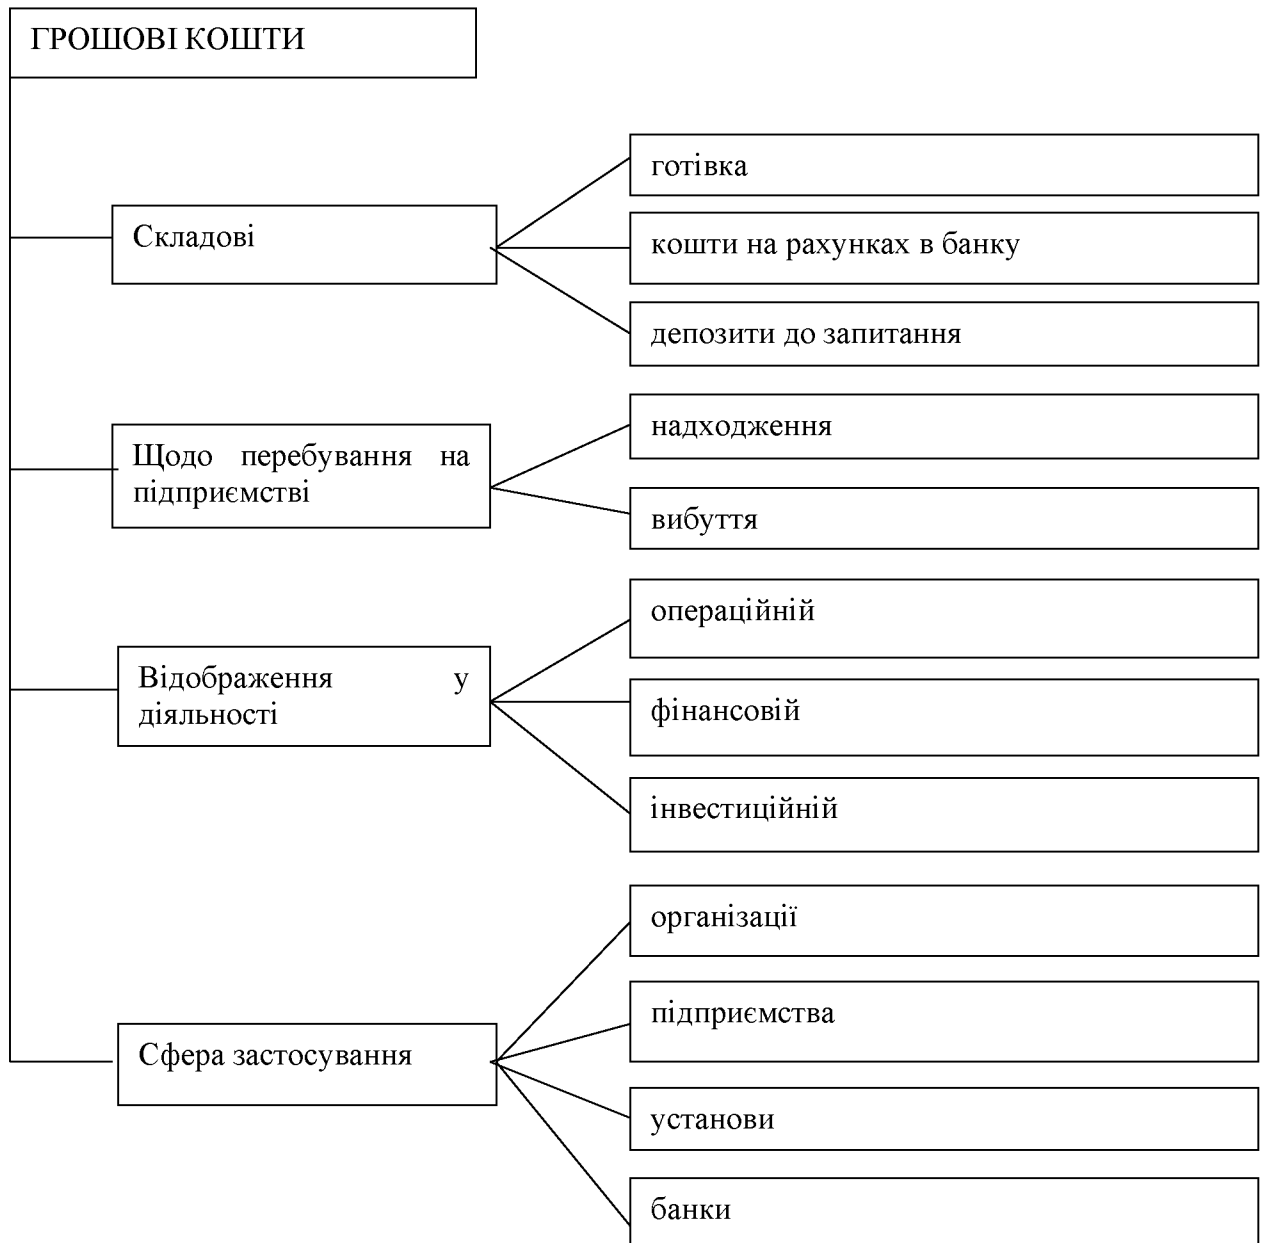 ГРОШОВІ КОШТИ
Складові
готівка
кошти на рахунках в банку
депозити до запитання
Щодо перебування на
підприємстві
надходження
вибуття
Відображення у
діяльності
операційній
фінансовій
інвестиційній
Сфера застосування
організації
підприємства
установи
банки